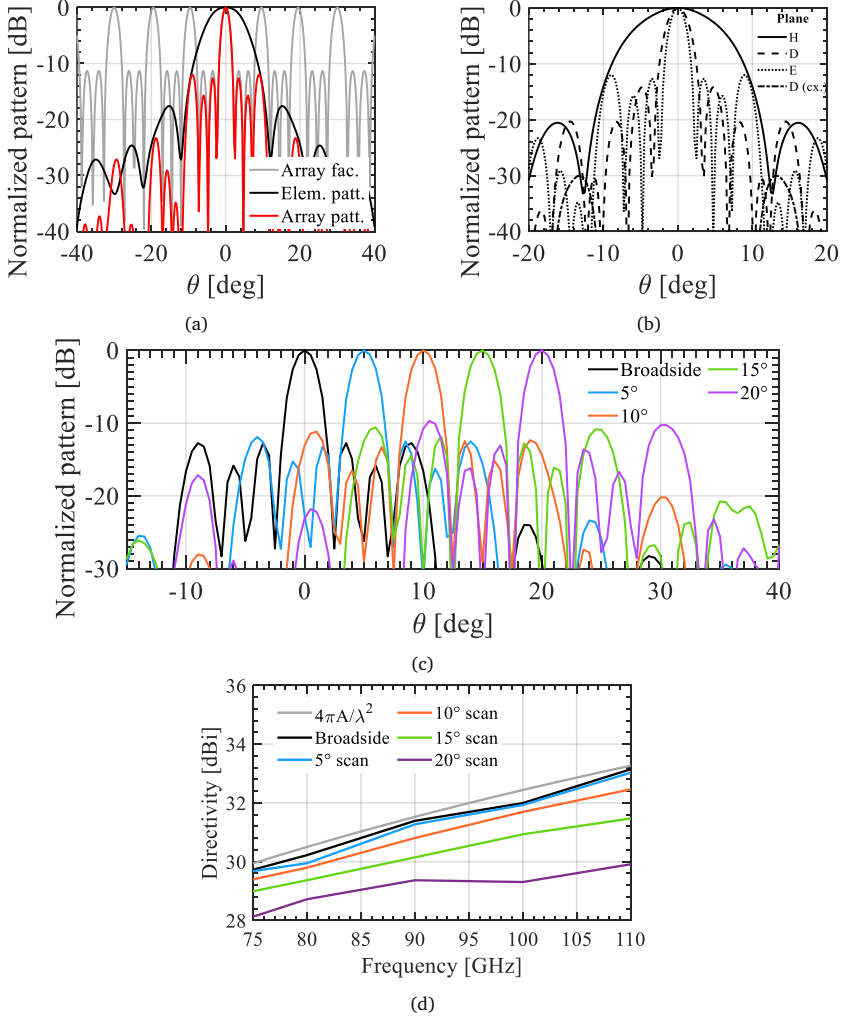 0
-10
-20
-30
-40
-40
-20
0
20
40
Normalized pattern [dB]
θ [deg]
Array fac.
Elem. patt.
Array patt.
(a)
0
-10
-20
-30
-40
-20
-10
0
10
20
Normalized pattern [dB]
θ [deg]
Plane
H
D
E
D (cx.)
(b)
0
-10
-20
-30
-10
0
10
20
30
40
Normalized pattern [dB]
θ [deg]
Broadside
5°
10°
15°
20°
(c)
36
34
32
30
28
75
80
85
90
95
100
105
110
Directivity [dBi]
Frequency [GHz]
4πA/λ²
Broadside
5° scan
10° scan
15° scan
20° scan
(d)